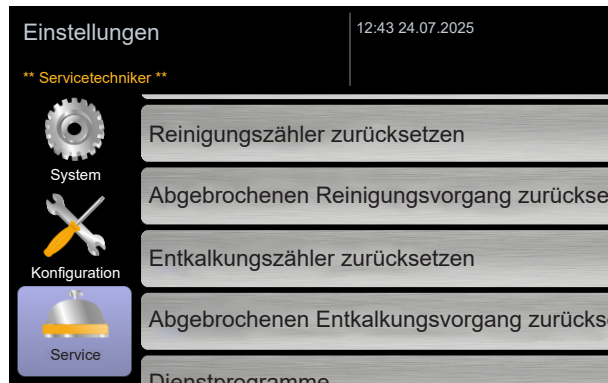 Einstellungen
12:43 24.07.2025
** Servicetechniker **
System
Konfiguration
Service
Reinigungszähler zurücksetzen
Abgebrochenen Reinigungsvorgang zurückse
Entkalkungszähler zurücksetzen
Abgebrochenen Entkalkungsvorgang zurücks
Dienstprogramme